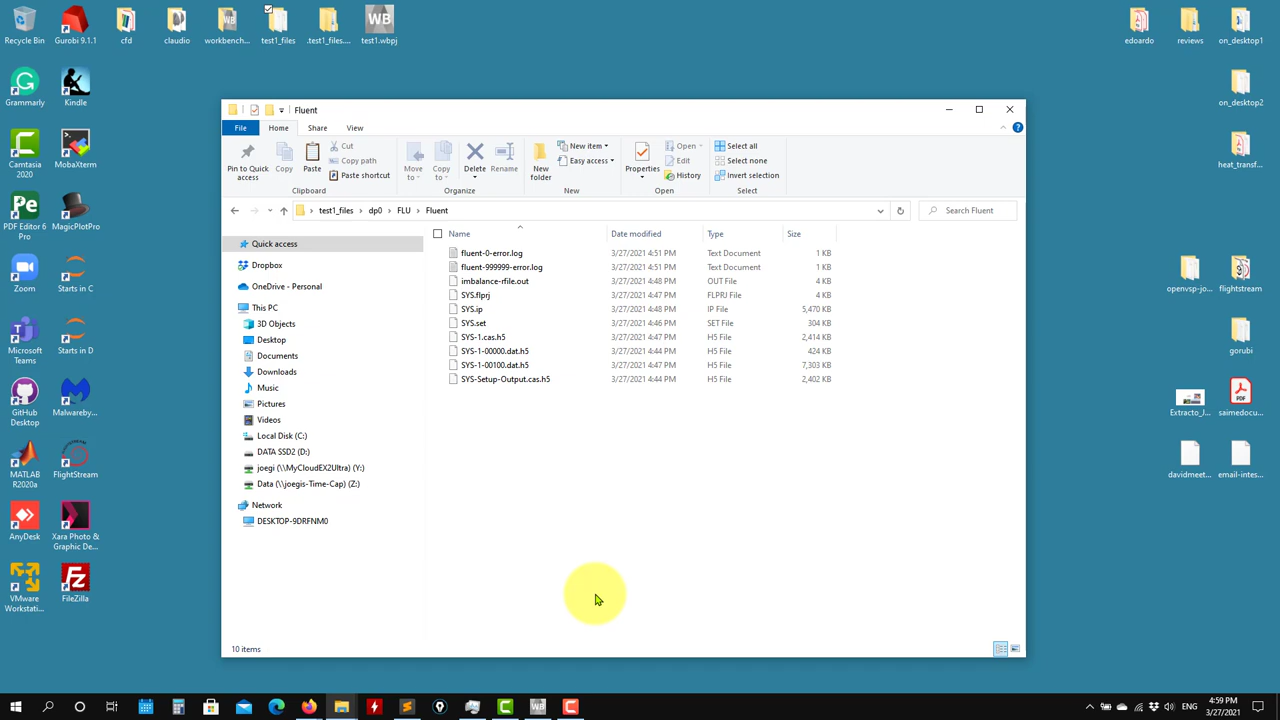 Recycle Bin
Gurobi 9.1.1
cfd
claudio
workbench...
test1_files
.test1_files....
test1.wbpj
edoardo
reviews
on_desktop1
Grammarly
Kindle
on_desktop2
Camtasia 2020
MobaXterm
heat_transf...
PDF Editor 6 Pro
MagicPlotPro
Zoom
Starts in C
openvsp-jo...
flightstream
Microsoft Teams
Starts in D
gorubi
GitHub Desktop
Malwareby...
Extracto_J...
saimedocu...
MATLAB R2020a
FlightStream
davidmeet...
email-intes...
AnyDesk
Xara Photo & Graphic De...
VMware Workstati...
FileZilla
Fluent
File Home Share View
Pin to Quick access
Copy
Paste
Cut
Copy path
Paste shortcut
Clipboard
Move to
Copy to
Delete
Rename
Organize
New folder
New item
Easy access
New
Properties
Open
Edit
History
Open
Select all
Select none
Invert selection
Select
test1_files > dp0 > FLU > Fluent
Search Fluent
Quick access
Dropbox
OneDrive - Personal
This PC
3D Objects
Desktop
Documents
Downloads
Music
Pictures
Videos
Local Disk (C:)
DATA SSD2 (D:)
joegi (\\MyCloudEX2Ultra) (Y:)
Data (\\joegis-Time-Cap) (Z:)
Network
DESKTOP-9DRFNM0
Name Date modified Type Size
fluent-0-error.log 3/27/2021 4:51 PM Text Document 1 KB
fluent-999999-error.log 3/27/2021 4:51 PM Text Document 1 KB
imbalance-rfile.out 3/27/2021 4:48 PM OUT File 4 KB
SYS.flprj 3/27/2021 4:47 PM FLPRJ File 4 KB
SYS.ip 3/27/2021 4:48 PM IP File 5,470 KB
SYS.set 3/27/2021 4:46 PM SET File 304 KB
SYS-1.cas.h5 3/27/2021 4:47 PM H5 File 2,414 KB
SYS-1-00000.dat.h5 3/27/2021 4:44 PM H5 File 424 KB
SYS-1-00100.dat.h5 3/27/2021 4:47 PM H5 File 7,303 KB
SYS-Setup-Output.cas.h5 3/27/2021 4:44 PM H5 File 2,402 KB
10 items
ENG
4:59 PM
3/27/2021